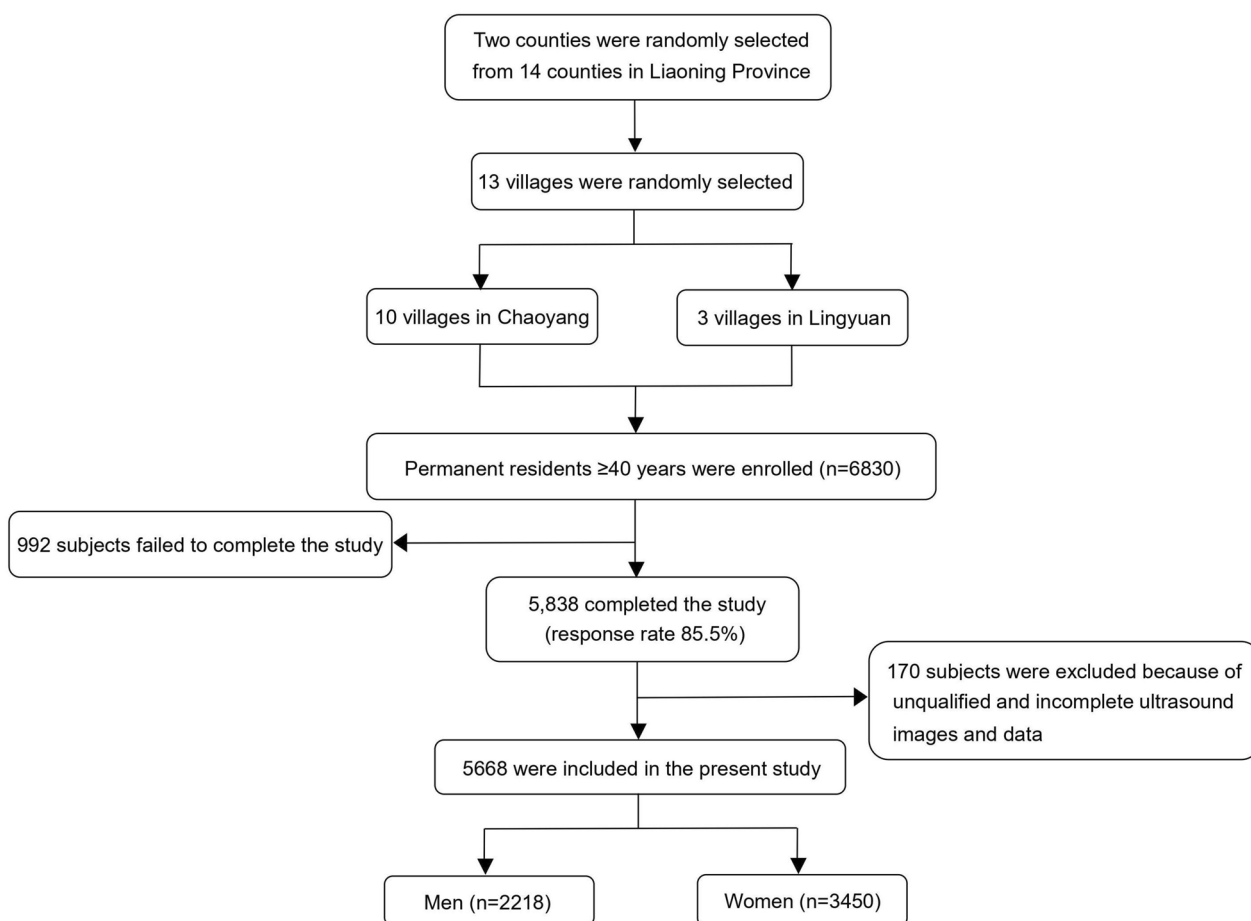 Two counties were randomly selected
from 14 counties in Liaoning Province
13 villages were randomly selected
10 villages in Chaoyang
3 villages in Lingyuan
Permanent residents ≥40 years were enrolled (n=6830)
992 subjects failed to complete the study
5,838 completed the study
(response rate 85.5%)
170 subjects were excluded because of
unqualified and incomplete ultrasound
images and data
5668 were included in the present study
Men (n=2218)
Women (n=3450)